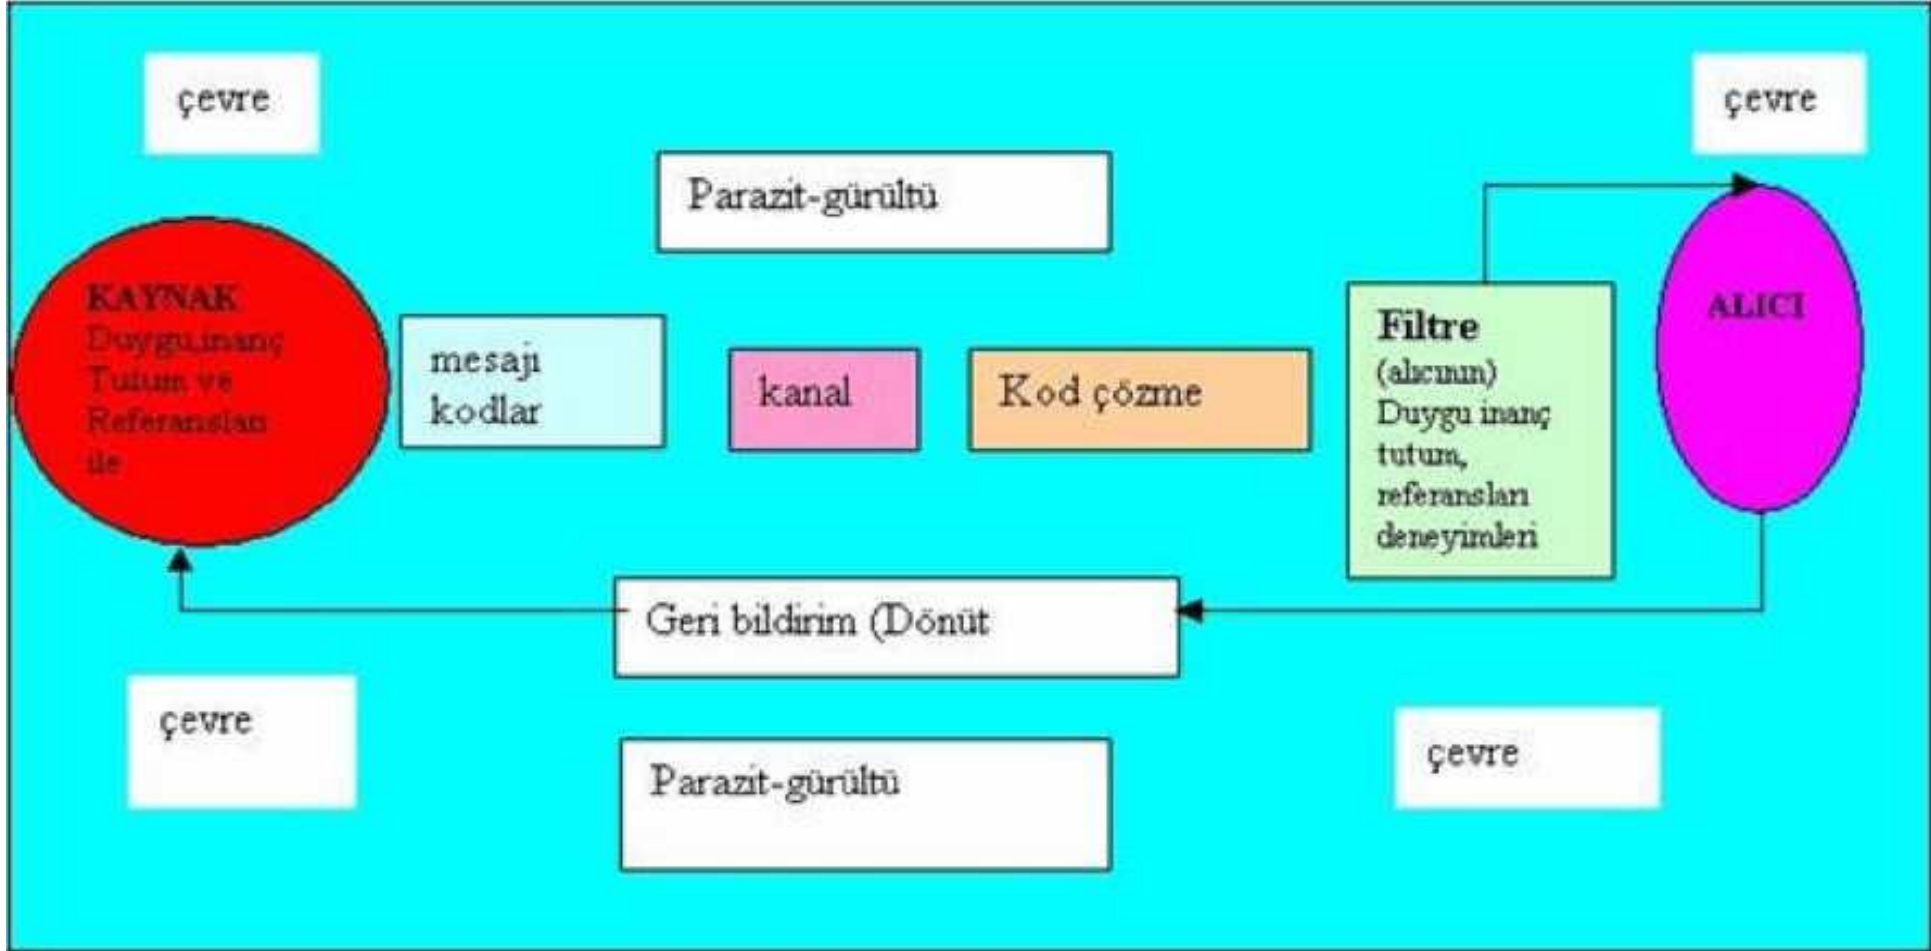 çevre
çevre
Parazit-gürültü
KAYNAK
Duygu,inanç
Tutum ve
Referansları
ile
mesajı
kodlar
kanal
Kod çözme
Filtre
(alıcının)
Duygu inanç
tutum,
referansları
deneyimleri
ALICI
Geri bildirim (Dönüt
çevre
Parazit-gürültü
çevre